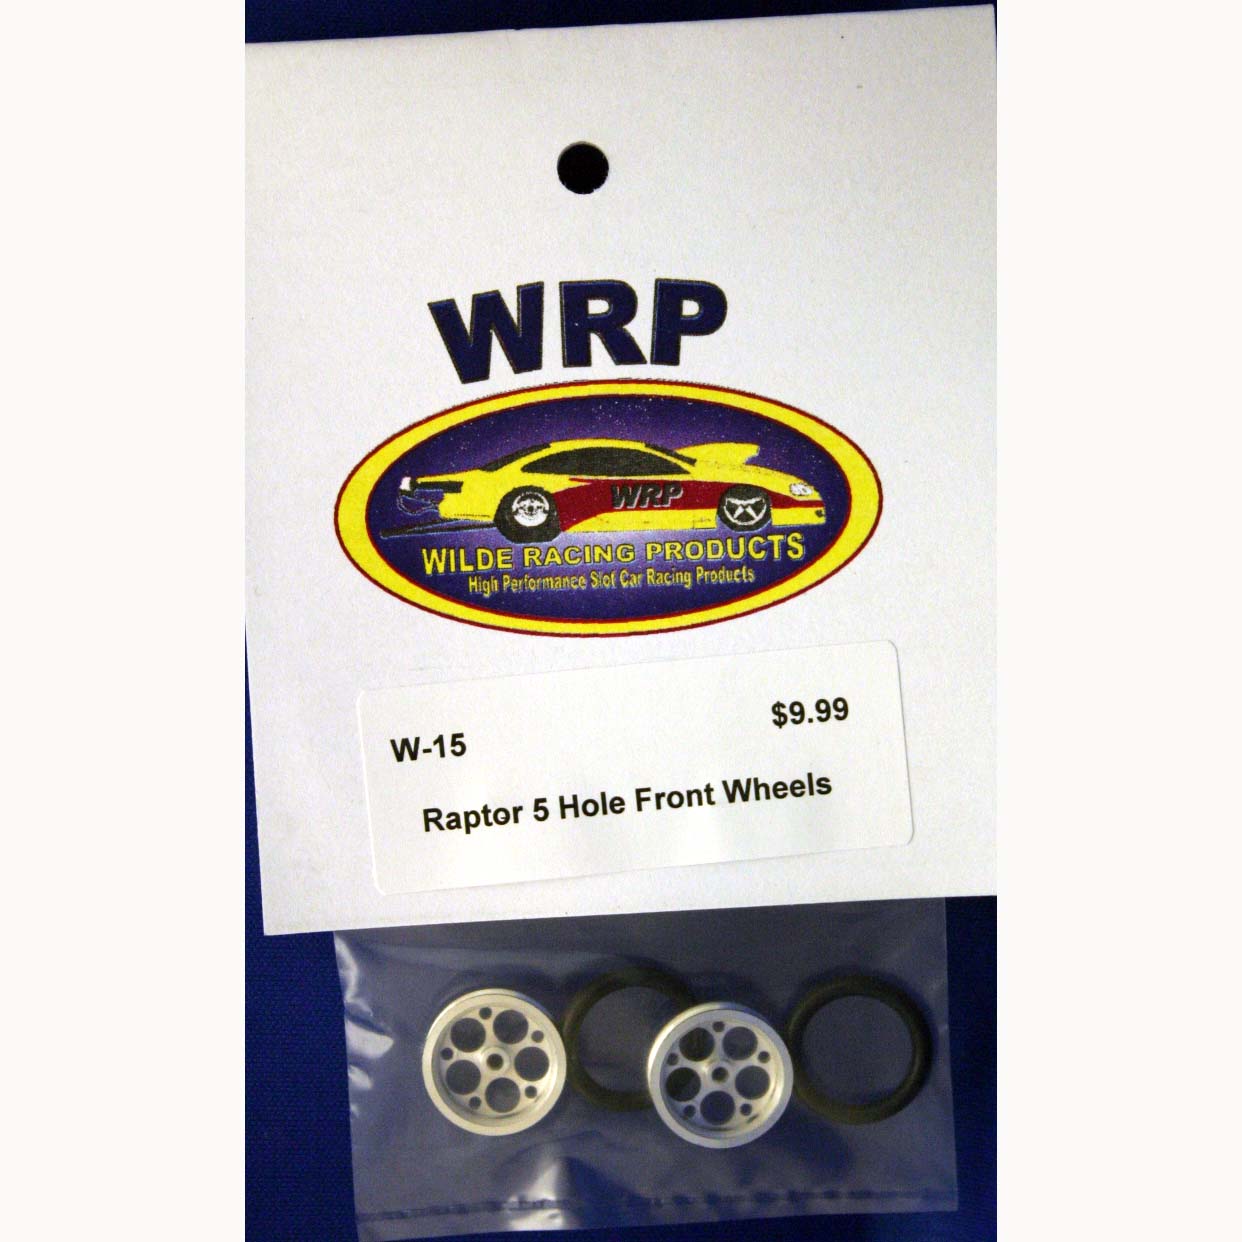 WRP
WRP
WILDE RACING PRODUCTS
High Performance Slot Car Racing Products
$9.99
W-15
Raptor 5 Hole Front Wheels